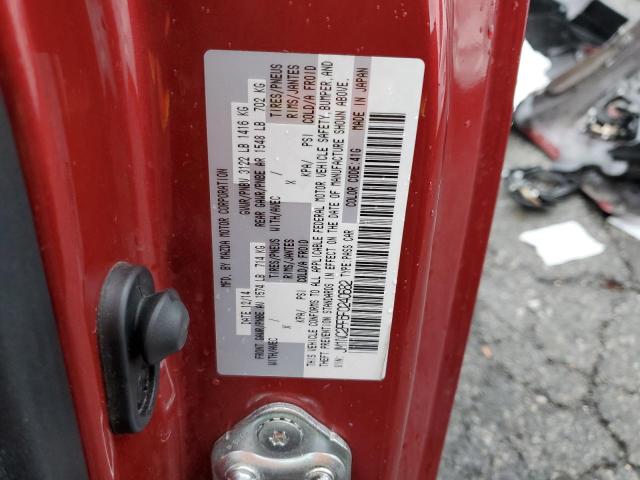 MFD. BY MAZDA MOTOR CORPORATION
DATE 12/14 GVWR/PNBV 3122 LB 1416 KG
FRONT GAWR/PNBE AV 1574 LB 714 KG REAR GAWR/PNBE AR 1548 LB 702 KG
WITH/AVEC TIRES/PNEUS WITH/AVEC TIRES/PNEUS
X RIMS/JANTES X RIMS/JANTES
KPA/ PSI COLD/A FROID KPA/ PSI COLD/A FROID
THIS VEHICLE CONFORMS TO ALL APPLICABLE FEDERAL MOTOR VEHICLE SAFETY, BUMPER, AND
THEFT PREVENTION STANDARDS IN EFFECT ON THE DATE OF MANUFACTURE SHOWN ABOVE.
VIN: JM1NC2PF5F0240582 TYPE:PASS CAR COLOR CODE:41G MADE IN JAPAN